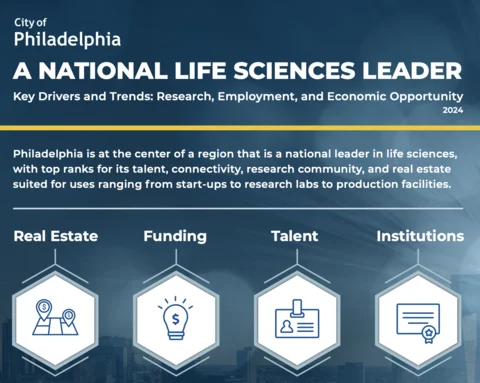 City of
Philadelphia
A NATIONAL LIFE SCIENCES LEADER
Key Drivers and Trends: Research, Employment, and Economic Opportunity
2024
Philadelphia is at the center of a region that is a national leader in life sciences,
with top ranks for its talent, connectivity, research community, and real estate
suited for uses ranging from start-ups to research labs to production facilities.
Real Estate Funding Talent Institutions
$ $